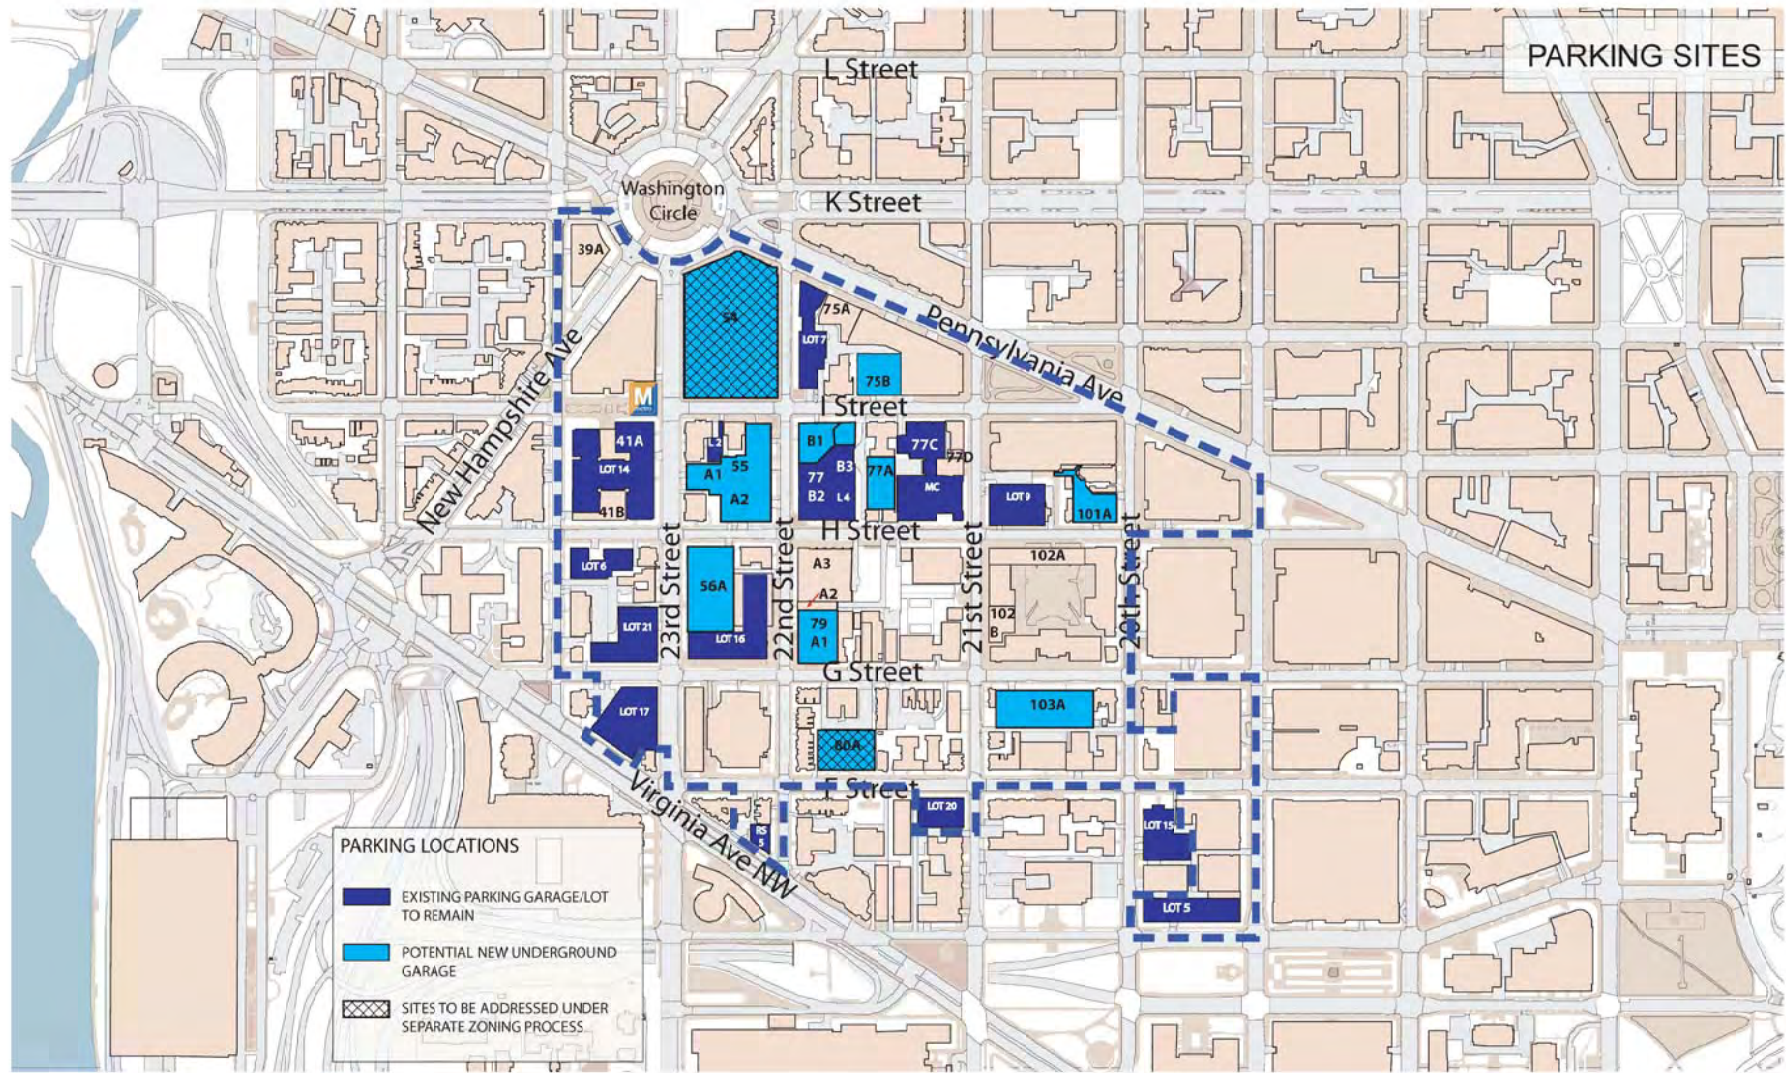 PARKING SITES
L Street
Washington
Circle
K Street
39A
54
75A
LOT 7
Pennsylvania Ave
75B
New Hampshire Ave
M
I Street
41A
L 2
55
B1
77C
77D
LOT 14
A1
77
B3
77A
A2
B2
L4
MC
LOT 9
41B
101A
23rd Street
22nd Street
H Street
21st Street
20th Street
LOT 6
56A
A3
102A
A2
LOT 21
LOT 16
79
A1
102
B
G Street
LOT 17
103A
80A
F Street
Virginia Ave NW
LOT 20
LOT 15
RS
5
LOT 5
PARKING LOCATIONS
EXISTING PARKING GARAGE/LOT
TO REMAIN
POTENTIAL NEW UNDERGROUND
GARAGE
SITES TO BE ADDRESSED UNDER
SEPARATE ZONING PROCESS